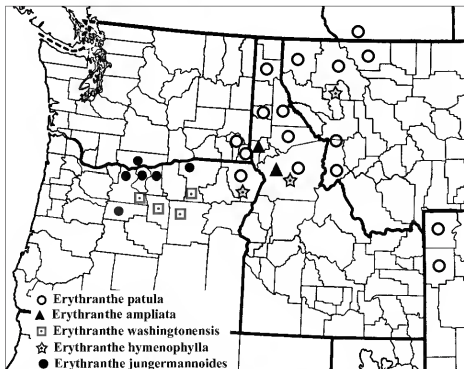 Erythranthe patula
Erythranthe ampliata
Erythranthe washingtonensis
Erythranthe hymenophylla
Erythranthe jungermannoides